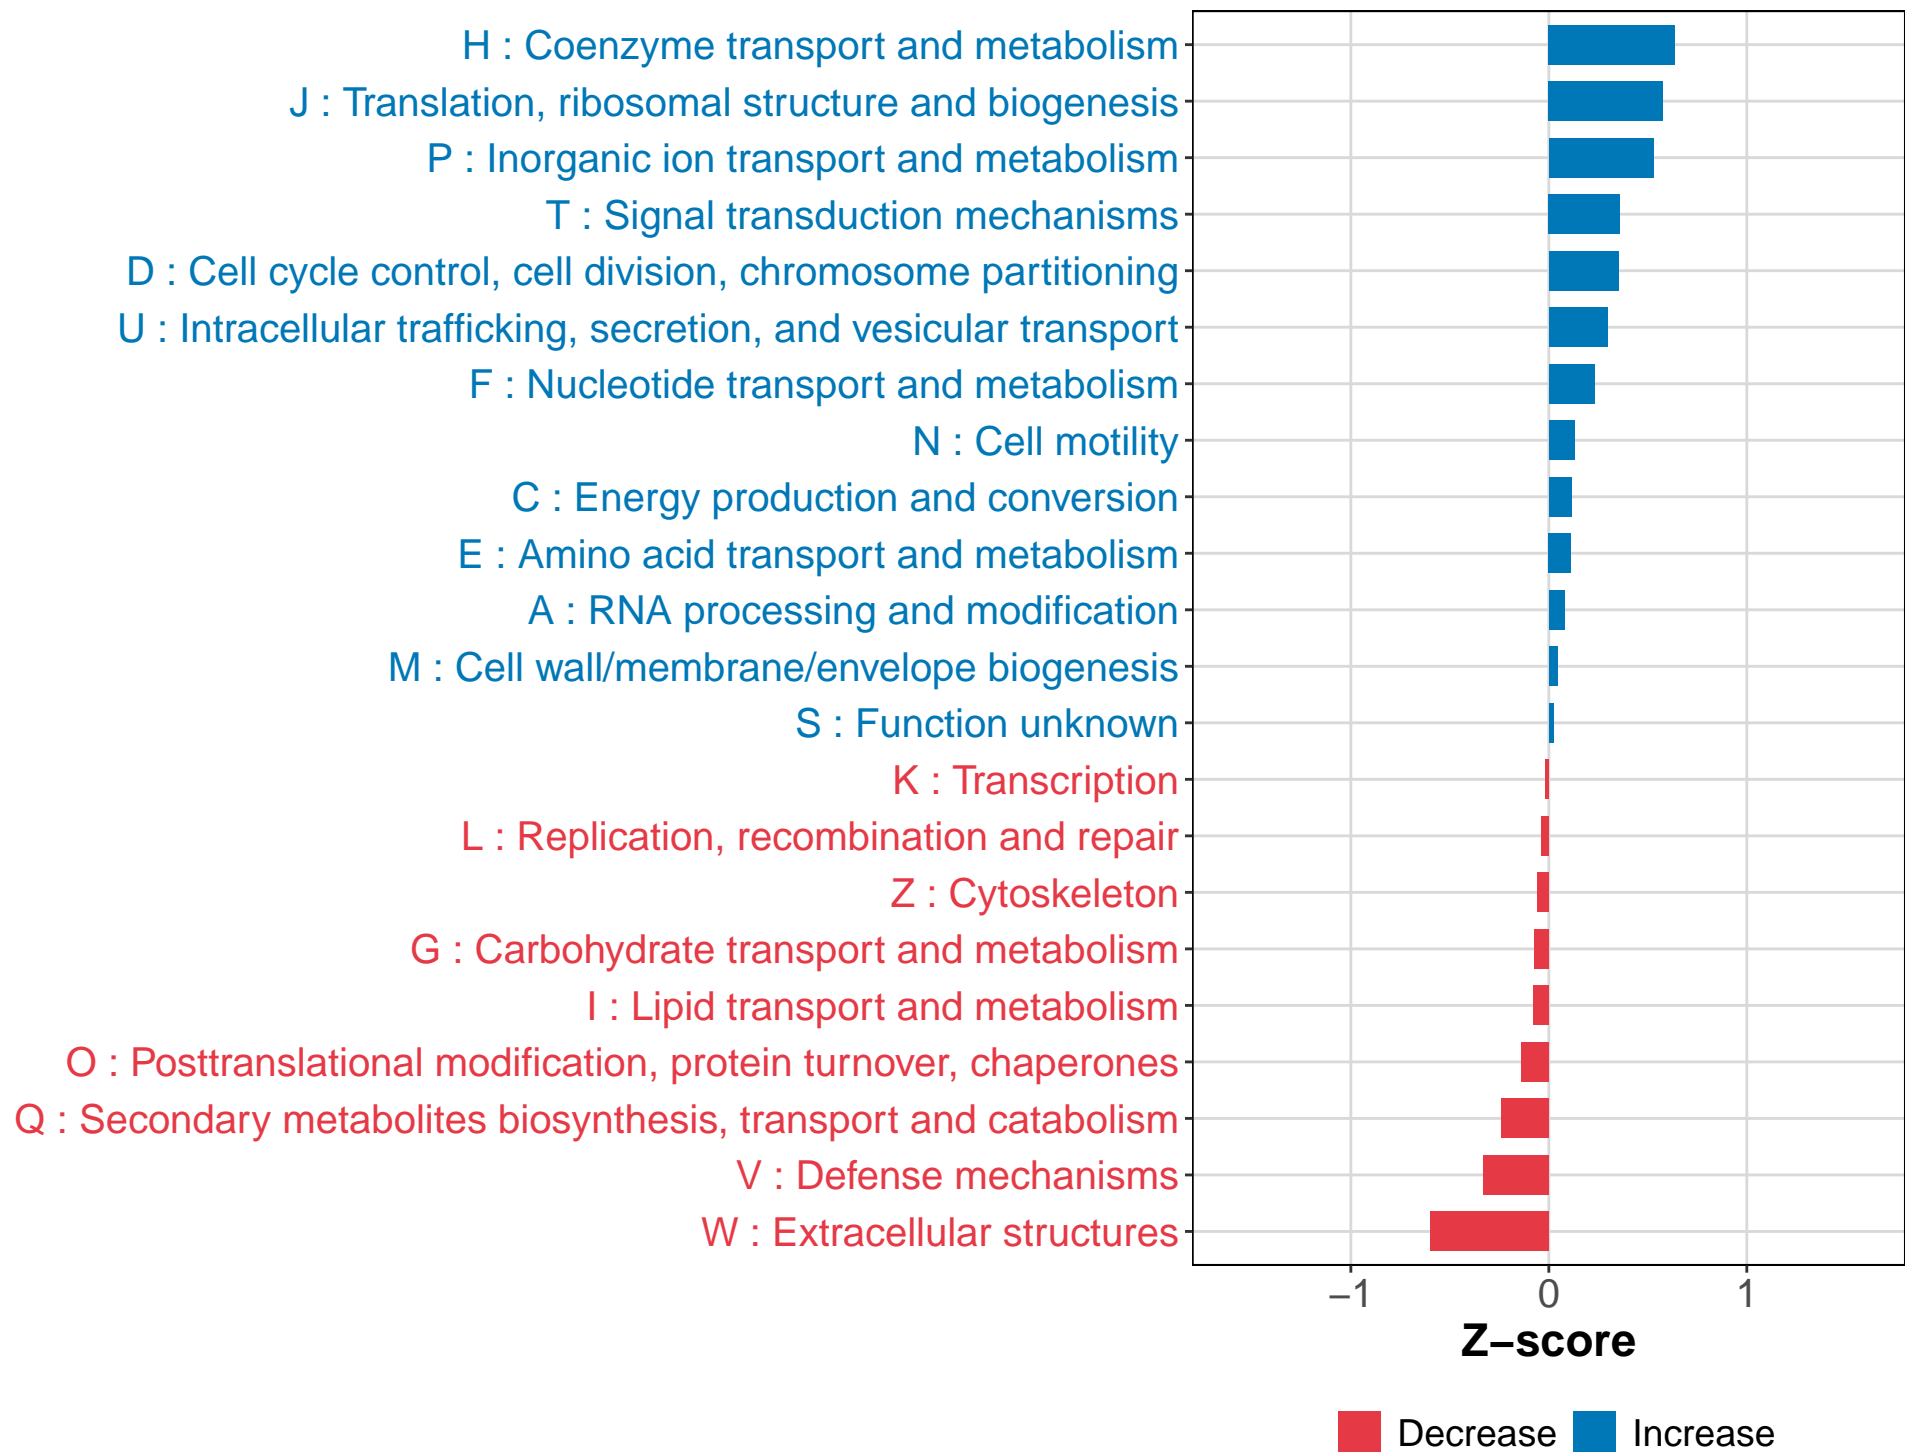 H : Coenzyme transport and metabolism
J : Translation, ribosomal structure and biogenesis
P : Inorganic ion transport and metabolism
T : Signal transduction mechanisms
D : Cell cycle control, cell division, chromosome partitioning
U : Intracellular trafficking, secretion, and vesicular transport
F : Nucleotide transport and metabolism
N : Cell motility
C : Energy production and conversion
E : Amino acid transport and metabolism
A : RNA processing and modification
M : Cell wall/membrane/envelope biogenesis
S : Function unknown
K : Transcription
L : Replication, recombination and repair
Z : Cytoskeleton
G : Carbohydrate transport and metabolism
I : Lipid transport and metabolism
O : Posttranslational modification, protein turnover, chaperones
Q : Secondary metabolites biosynthesis, transport and catabolism
V : Defense mechanisms
W : Extracellular structures
−1 0 1
Z−score
Decrease Increase